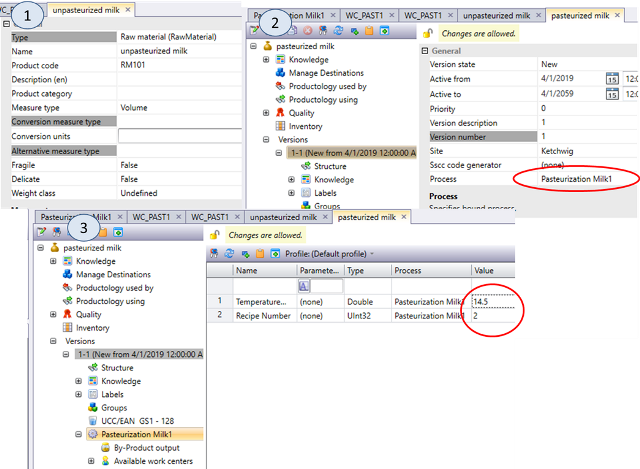 WC_PAST1
unpasteurized milk
1
Type Raw material (RawMaterial)
Name unpasteurized milk
Product code RM101
Description (en)
Product category
Measure type Volume
Conversion measure type
Conversion units
Alternative measure type
Fragile False
Delicate False
Weight class Undefined
Pasteurization Milk1 WC_PAST1 WC_PAST1 unpasteurized milk pasteurized milk
2
pasteurized milk
Knowledge
Manage Destinations
Productology used by
Productology using
Quality
Inventory
Versions
1-1 (New from 4/1/2019 12:00:00 A
Structure
Knowledge
Labels
Groups
Changes are allowed.
General
Version state New
Active from 4/1/2019 15 12:0
Active to 4/1/2059 15 12:0
Priority 0
Version description 1
Version number 1
Site Ketchwig
Sscc code generator (none)
Process Pasteurization Milk1
Process
Specifies bound process
Pasteurization Milk1 WC_PAST1 WC_PAST1 unpasteurized milk pasteurized milk
3
pasteurized milk
Knowledge
Manage Destinations
Productology used by
Productology using
Quality
Inventory
Versions
1-1 (New from 4/1/2019 12:00:00 A
Structure
Knowledge
Labels
Groups
UCC/EAN GS1 - 128
Pasteurization Milk1
By-Product output
Available work centers
Changes are allowed.
Profile: (Default profile)
Name Paramete... Type Process Value
A
1 Temperature... (none) Double Pasteurization Milk1 14.5
2 Recipe Number (none) UInt32 Pasteurization Milk1 2